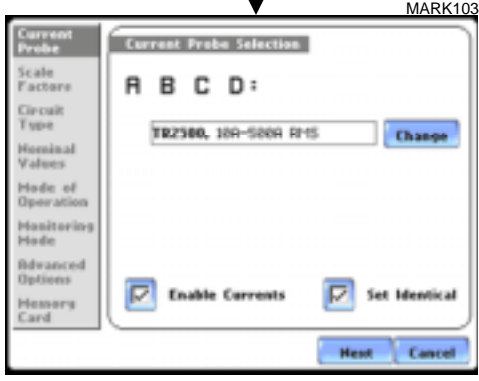 MARK103
Current
Probe
Scale
Factors
Circuit
Type
Nominal
Values
Mode of
Operation
Monitoring
Mode
Advanced
Options
Memory
Card
Current Probe Selection
A B C D:
TR2500, 10A-500A RMS
Change
Enable Currents
Set Identical
Next
Cancel